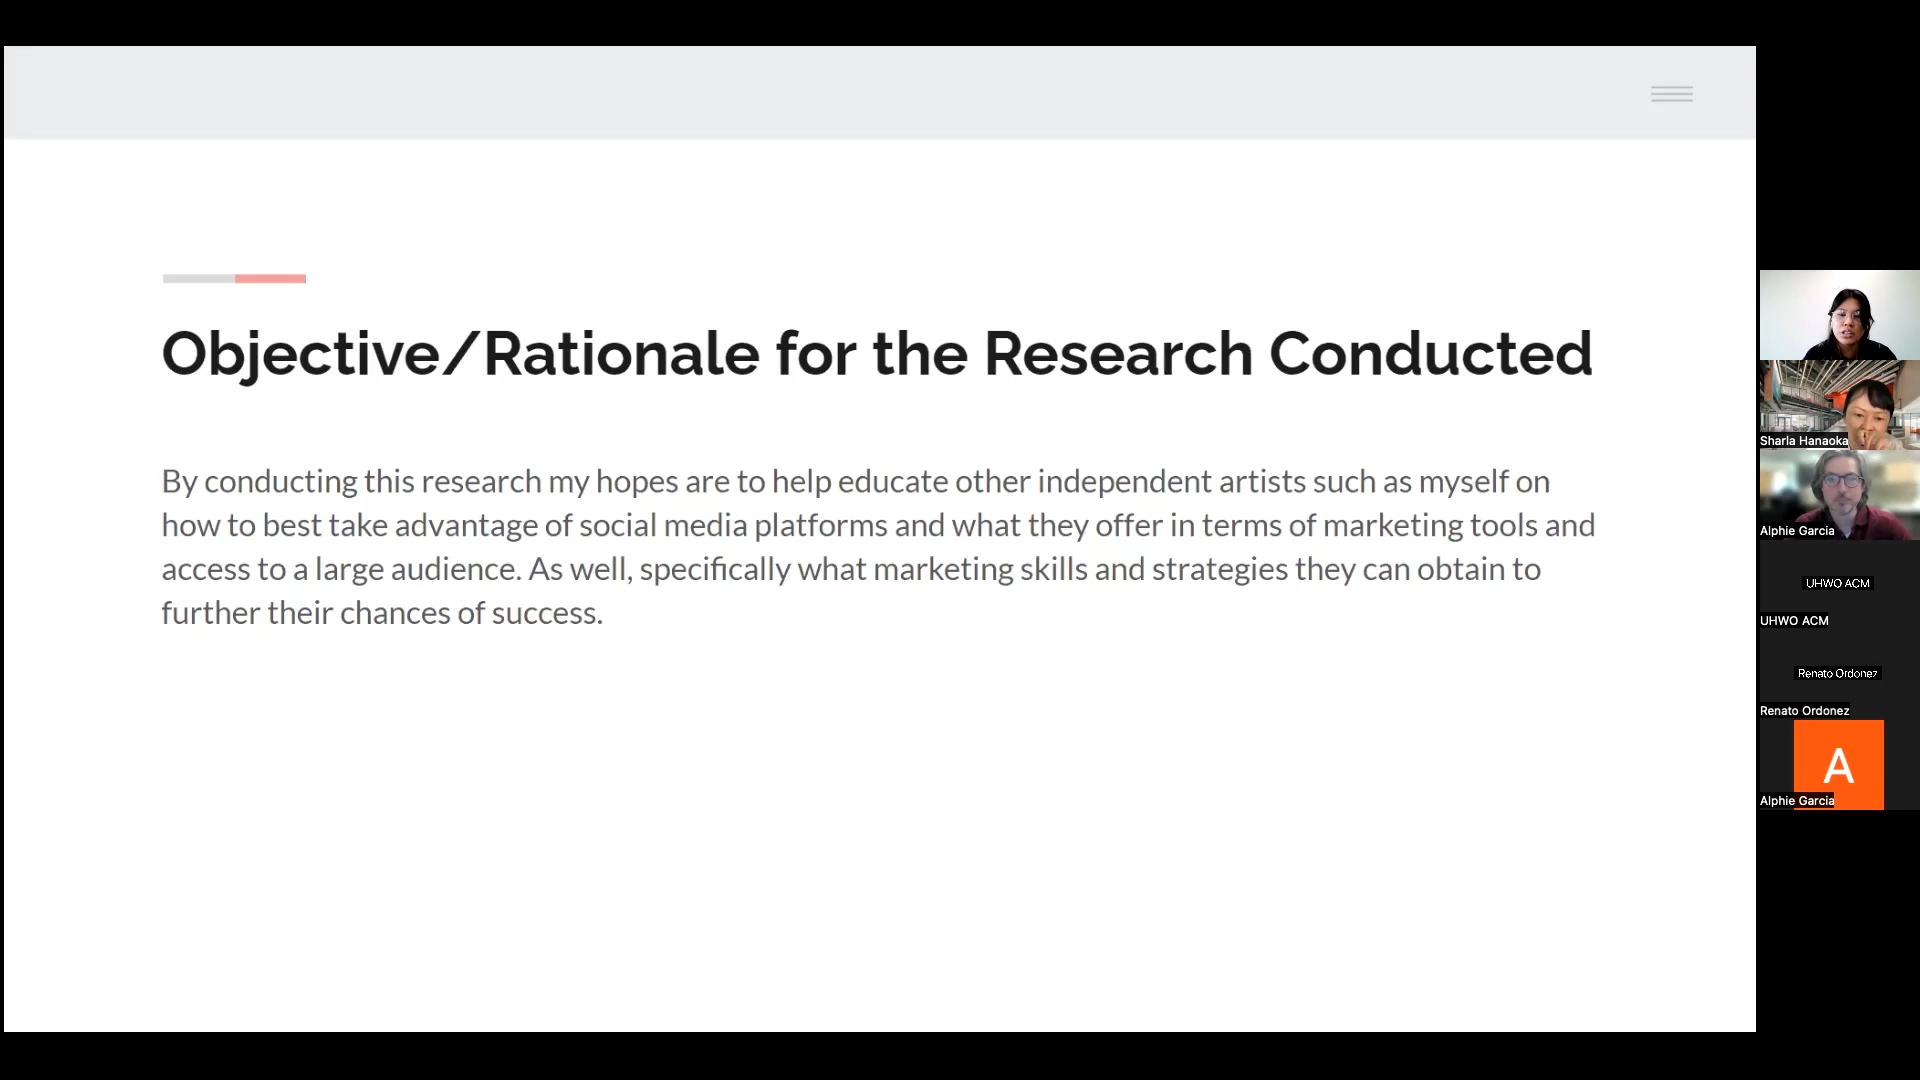 Objective/Rationale for the Research Conducted
By conducting this research my hopes are to help educate other independent artists such as myself on
how to best take advantage of social media platforms and what they offer in terms of marketing tools and
access to a large audience. As well, specifically what marketing skills and strategies they can obtain to
further their chances of success.
Sharla Hanaoka
Alphie Garcia
UHWO ACM
UHWO ACM
Renato Ordonez
Renato Ordonez
A
Alphie Garcia